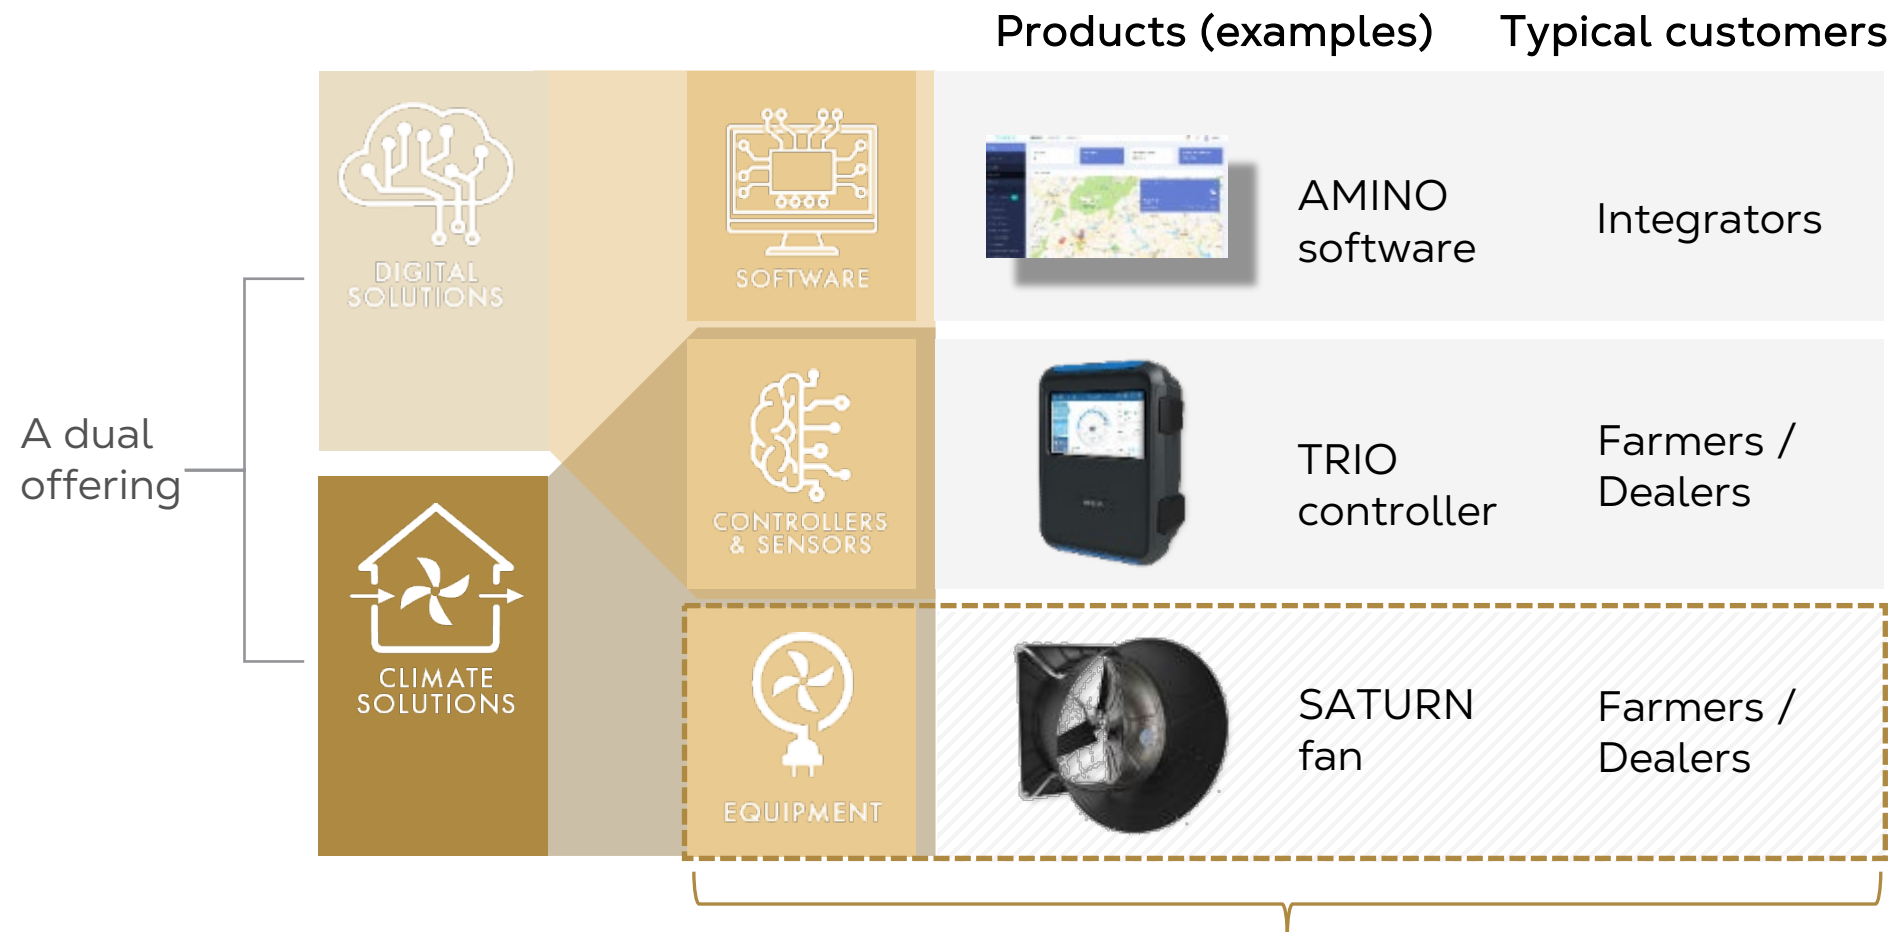 Products (examples)
Typical customers
A dual
offering
DIGITAL
SOLUTIONS
CLIMATE
SOLUTIONS
SOFTWARE
AMINO
software
Integrators
CONTROLLERS
& SENSORS
TRIO
controller
Farmers /
Dealers
EQUIPMENT
SATURN
fan
Farmers /
Dealers